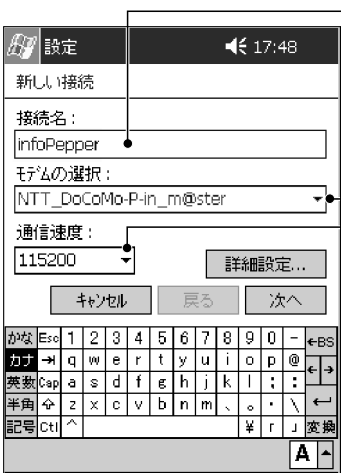 設定 17:48
新しい接続
接続名：
infoPepper
モデムの選択：
NTT_DoCoMo-P-in_m@ster
通信速度：
115200 詳細設定...
キャンセル 戻る 次へ
かな Esc 1 2 3 4 5 6 7 8 9 0 - ←BS
カナ →| q w e r t y u i o p @ ← →
英数 Cap a s d f g h j k l ; :
半角 ⇧ z x c v b n m 、 。 ・ \ ↵
記号 Ctl ^ ¥ 「 」 変換
A